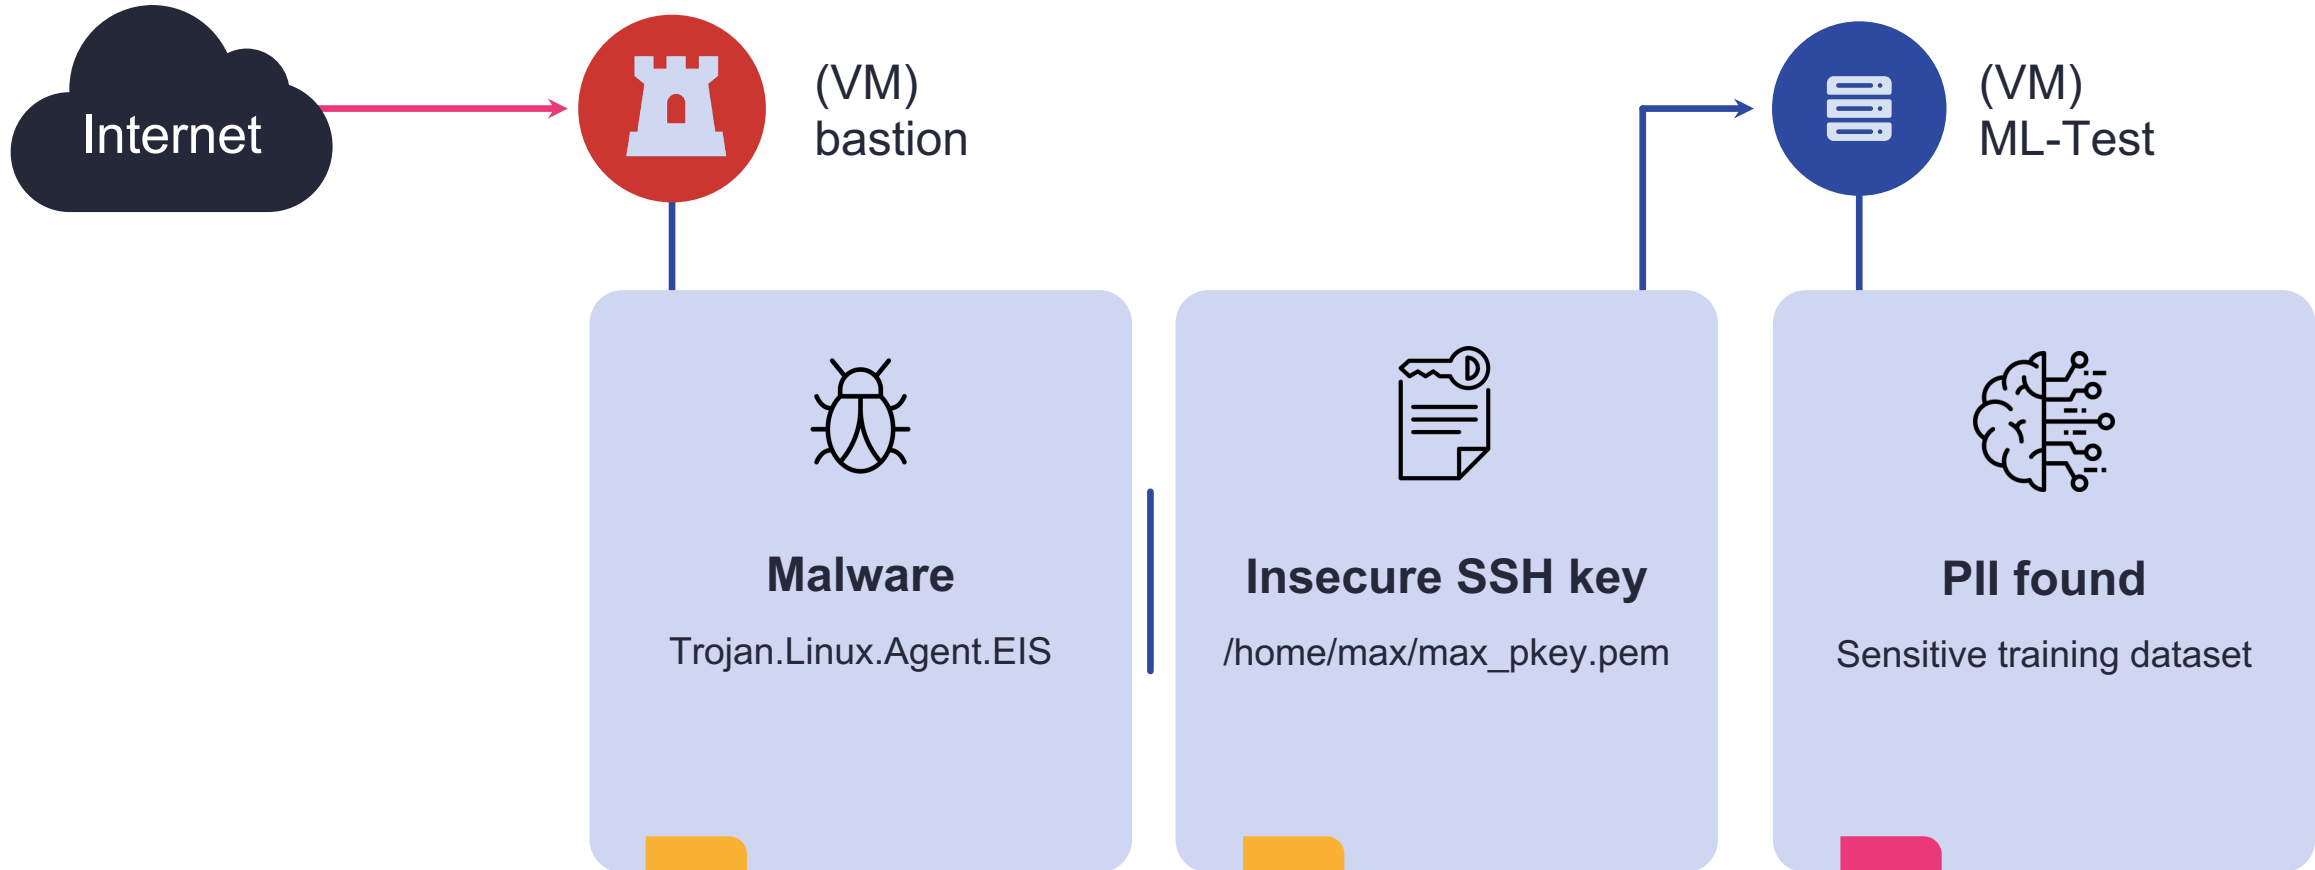 Internet
(VM)
bastion
(VM)
ML-Test
Malware
Trojan.Linux.Agent.EIS
Insecure SSH key
/home/max/max_pkey.pem
PII found
Sensitive training dataset